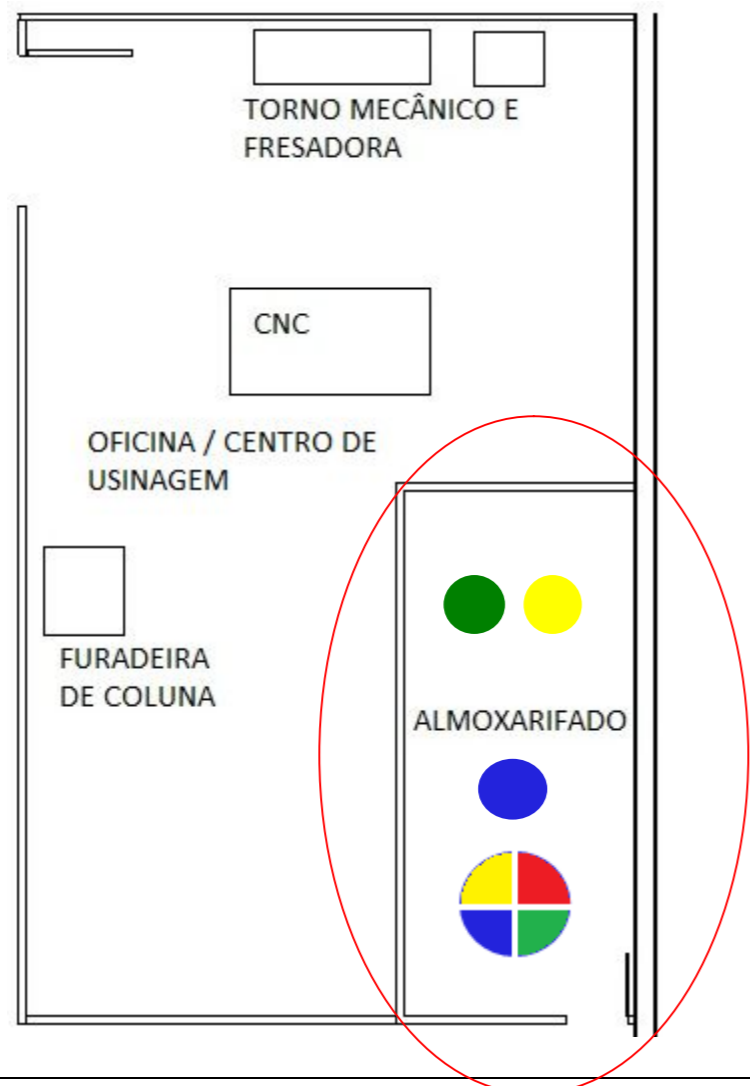 TORNO MECÂNICO E
FRESADORA
CNC
OFICINA / CENTRO DE
USINAGEM
FURADEIRA
DE COLUNA
ALMOXARIFADO